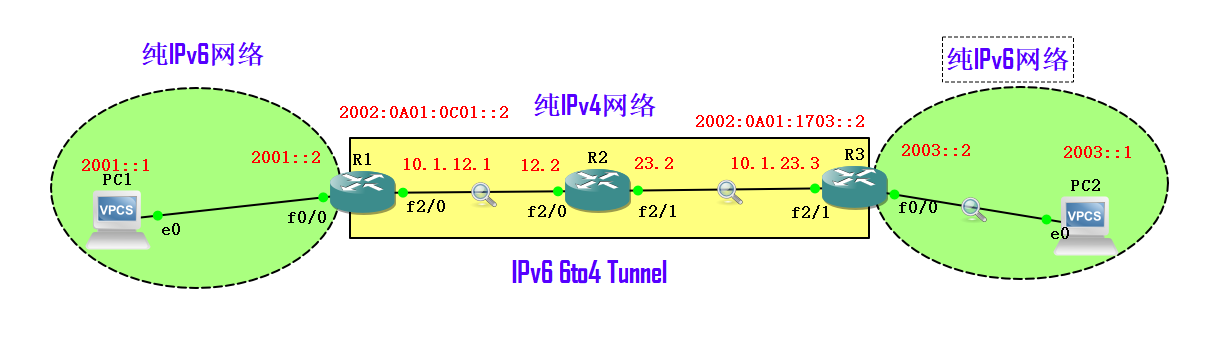 纯IPv6网络
纯IPv6网络
2002:0A01:0C01::2
纯IPv4网络
2002:0A01:1703::2
2001::1
2001::2
R1
10.1.12.1
12.2
R2
23.2
10.1.23.3
R3
2003::2
2003::1
PC1
PC2
VPCS
VPCS
e0
f0/0
f2/0
f2/0
f2/1
f2/1
f0/0
e0
IPv6 6to4 Tunnel